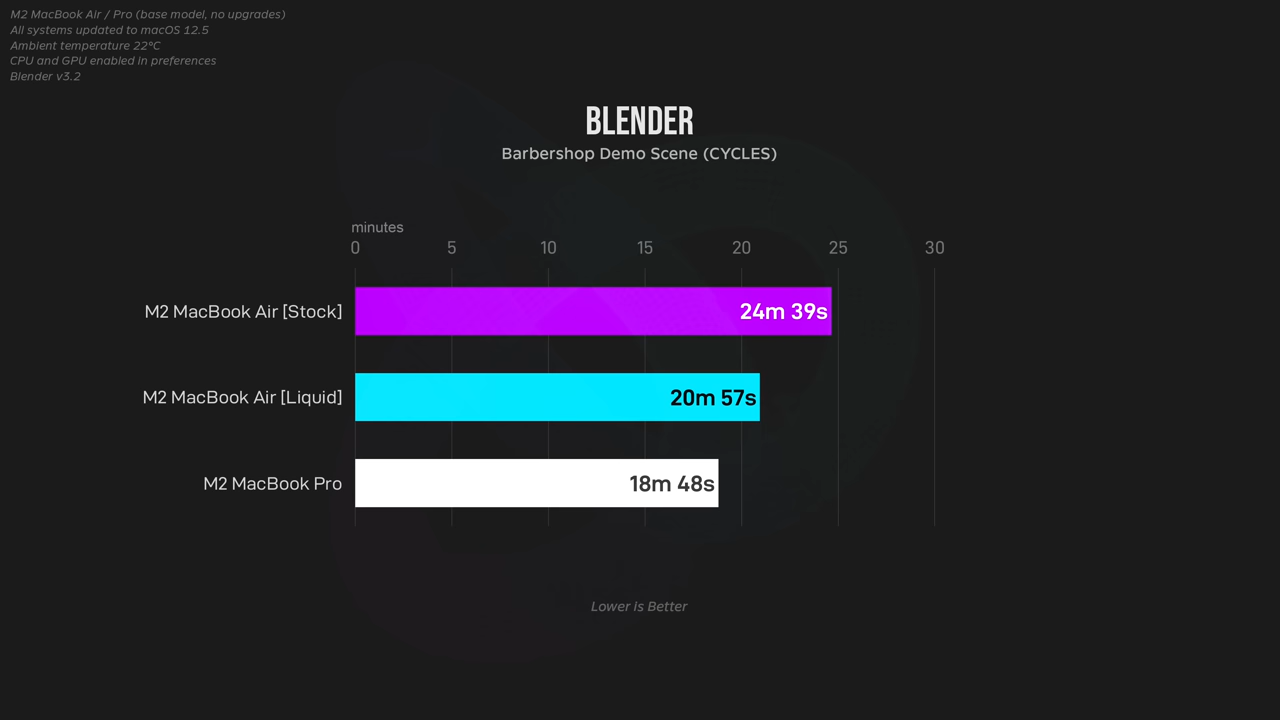 M2 MacBook Air / Pro (base model, no upgrades)
All systems updated to macOS 12.5
Ambient temperature 22°C
CPU and GPU enabled in preferences
Blender v3.2
BLENDER
Barbershop Demo Scene (CYCLES)
minutes
0 5 10 15 20 25 30
M2 MacBook Air [Stock] 24m 39s
M2 MacBook Air [Liquid] 20m 57s
M2 MacBook Pro 18m 48s
Lower is Better